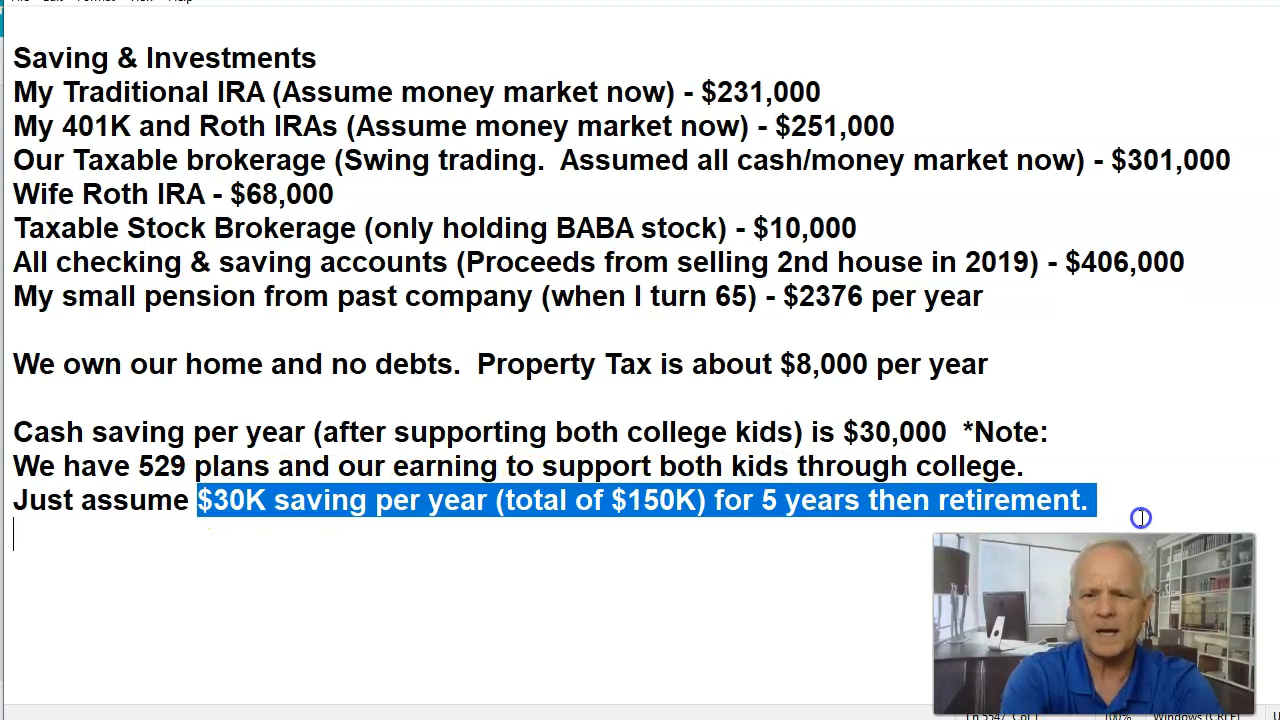 Saving & Investments
My Traditional IRA (Assume money market now) - $231,000
My 401K and Roth IRAs (Assume money market now) - $251,000
Our Taxable brokerage (Swing trading.  Assumed all cash/money market now) - $301,000
Wife Roth IRA - $68,000
Taxable Stock Brokerage (only holding BABA stock) - $10,000
All checking & saving accounts (Proceeds from selling 2nd house in 2019) - $406,000
My small pension from past company (when I turn 65) - $2376 per year
We own our home and no debts.  Property Tax is about $8,000 per year
Cash saving per year (after supporting both college kids) is $30,000  *Note:
We have 529 plans and our earning to support both kids through college.
Just assume $30K saving per year (total of $150K) for 5 years then retirement.
100% Windows (CRLF)